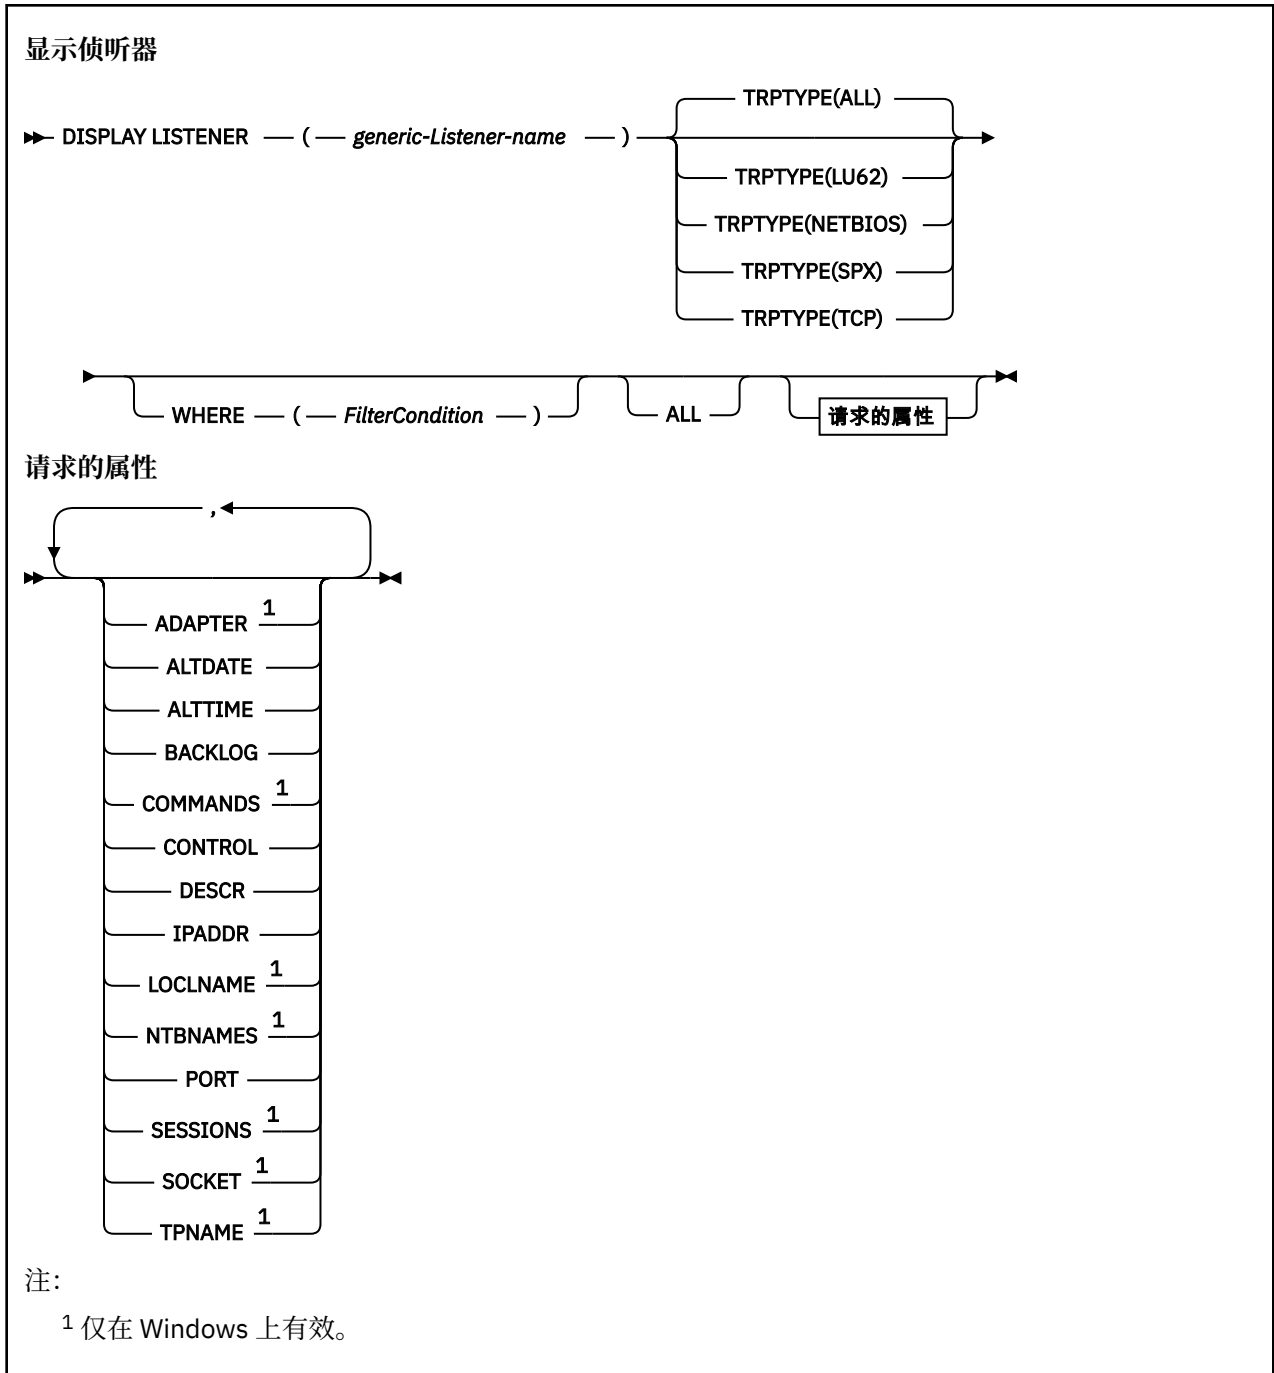 显示侦听器
TRPTYPE(ALL)
DISPLAY LISTENER ( generic-Listener-name )
TRPTYPE(LU62)
TRPTYPE(NETBIOS)
TRPTYPE(SPX)
TRPTYPE(TCP)
WHERE ( FilterCondition ) ALL 请求的属性
请求的属性
,
ADAPTER 1
ALTDATE
ALTTIME
BACKLOG
COMMANDS 1
CONTROL
DESCR
IPADDR
LOCLNAME 1
NTBNAMES 1
PORT
SESSIONS 1
SOCKET 1
TPNAME 1
注：
1 仅在 Windows 上有效。